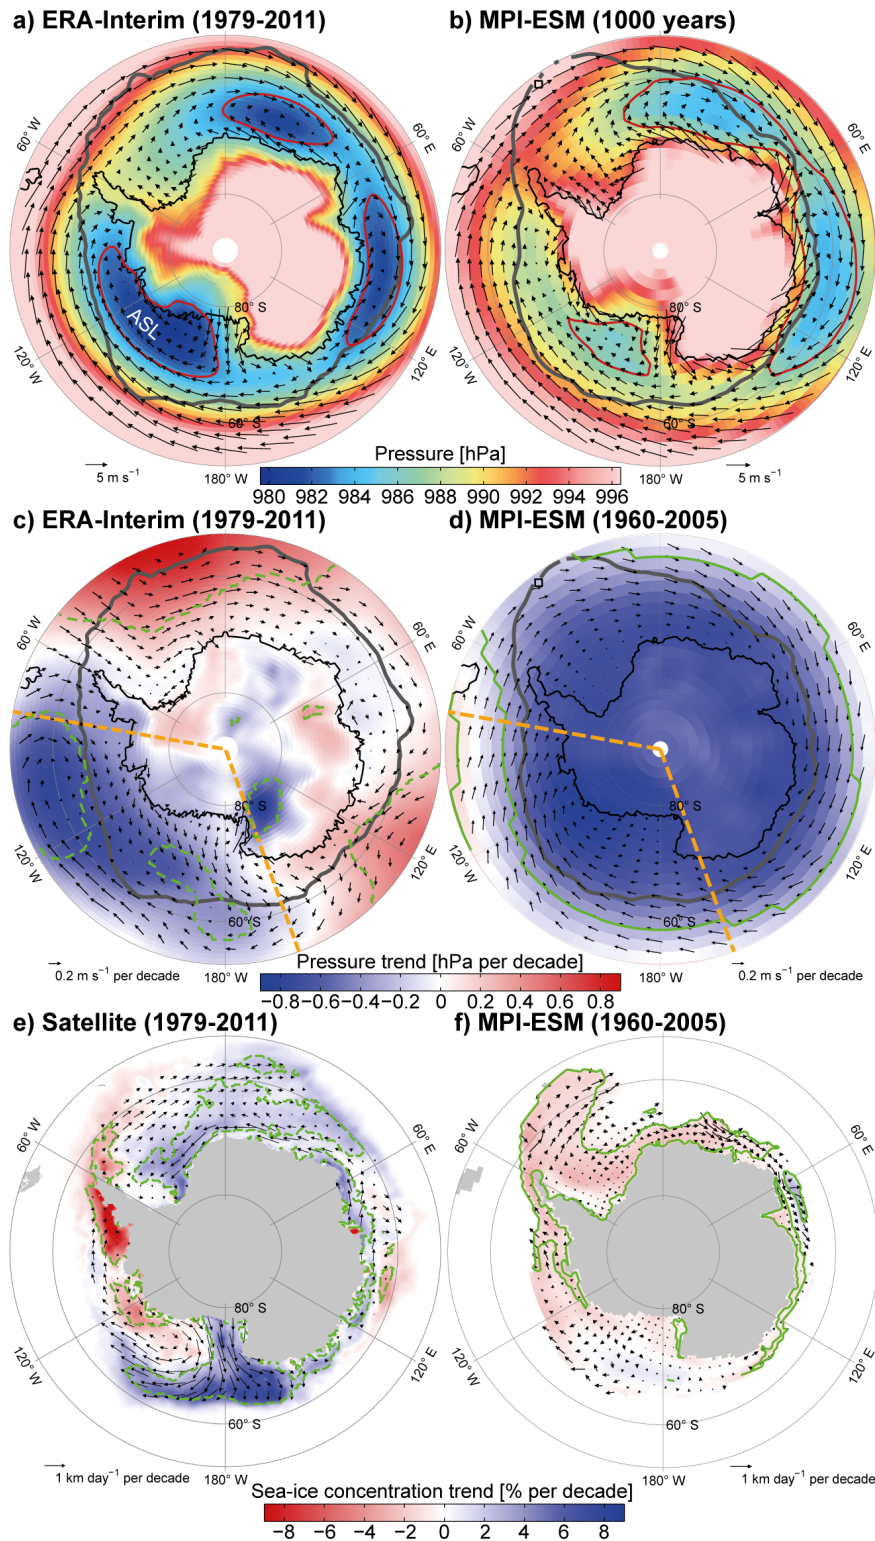 a) ERA-Interim (1979-2011)
b) MPI-ESM (1000 years)
60° W
60° E
60° W
60° E
ASL
80° S
80° S
120° W
120° E
120° W
120° E
60° S
60° S
5 m s⁻¹
180° W
Pressure [hPa]
180° W
5 m s⁻¹
980 982 984 986 988 990 992 994 996
c) ERA-Interim (1979-2011)
d) MPI-ESM (1960-2005)
60° W
60° E
60° W
60° E
80° S
80° S
120° W
120° E
120° W
120° E
60° S
60° S
0.2 m s⁻¹ per decade
180° W
Pressure trend [hPa per decade]
180° W
0.2 m s⁻¹ per decade
−0.8 −0.6 −0.4 −0.2 0 0.2 0.4 0.6 0.8
e) Satellite (1979-2011)
f) MPI-ESM (1960-2005)
60° W
60° E
60° W
60° E
80° S
80° S
120° W
120° E
120° W
120° E
60° S
60° S
1 km day⁻¹ per decade
180° W
180° W
1 km day⁻¹ per decade
Sea-ice concentration trend [% per decade]
−8 −6 −4 −2 0 2 4 6 8